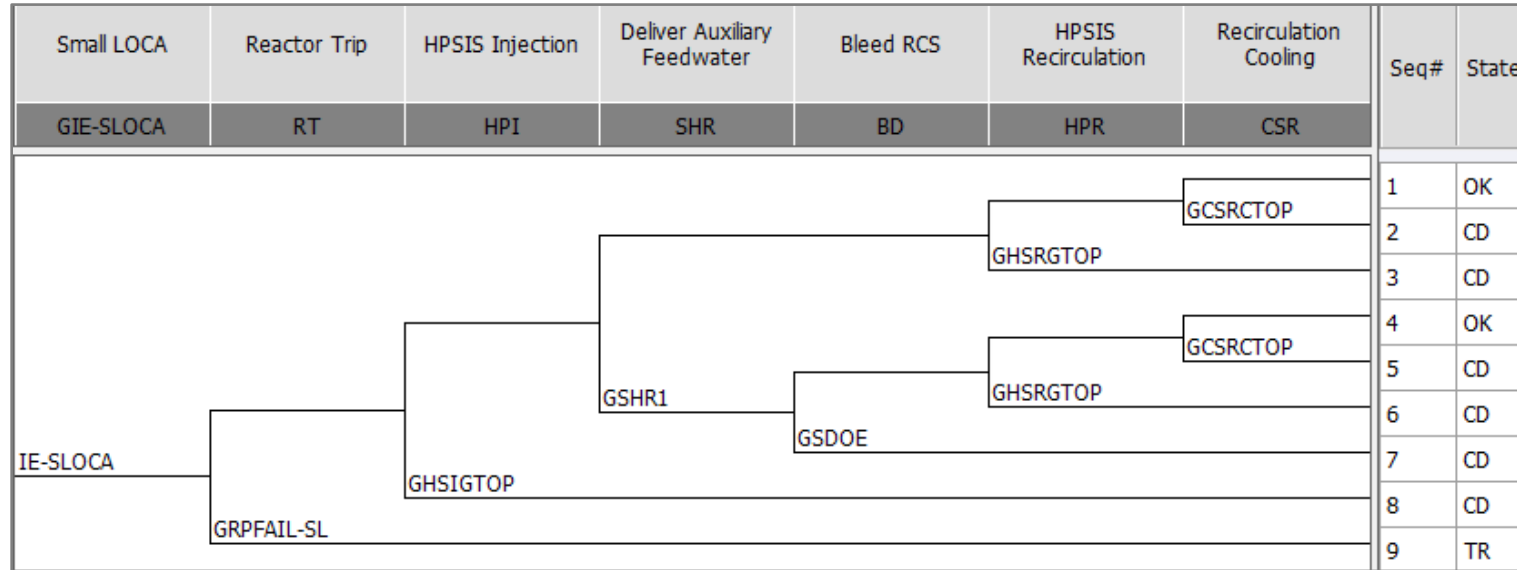 Small LOCA
Reactor Trip
HPSIS Injection
Deliver Auxiliary
Feedwater
Bleed RCS
HPSIS
Recirculation
Recirculation
Cooling
Seq#
State
GIE-SLOCA
RT
HPI
SHR
BD
HPR
CSR
1
OK
GCSRCTOP
2
CD
GHSRGTOP
3
CD
4
OK
GCSRCTOP
5
CD
GHSRGTOP
GSHR1
6
CD
GSDOE
IE-SLOCA
7
CD
GHSIGTOP
8
CD
GRPFAIL-SL
9
TR